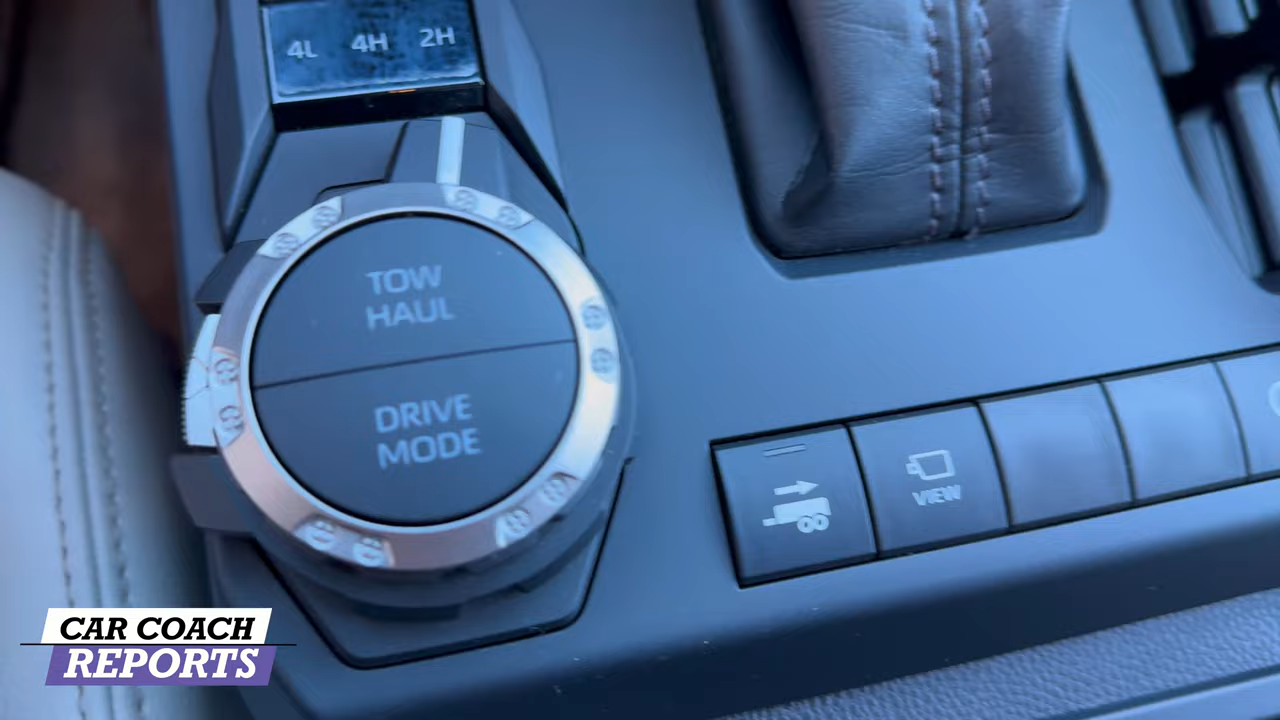 4L 4H 2H
TOW
HAUL
DRIVE
MODE
VIEW
CAR COACH
REPORTS